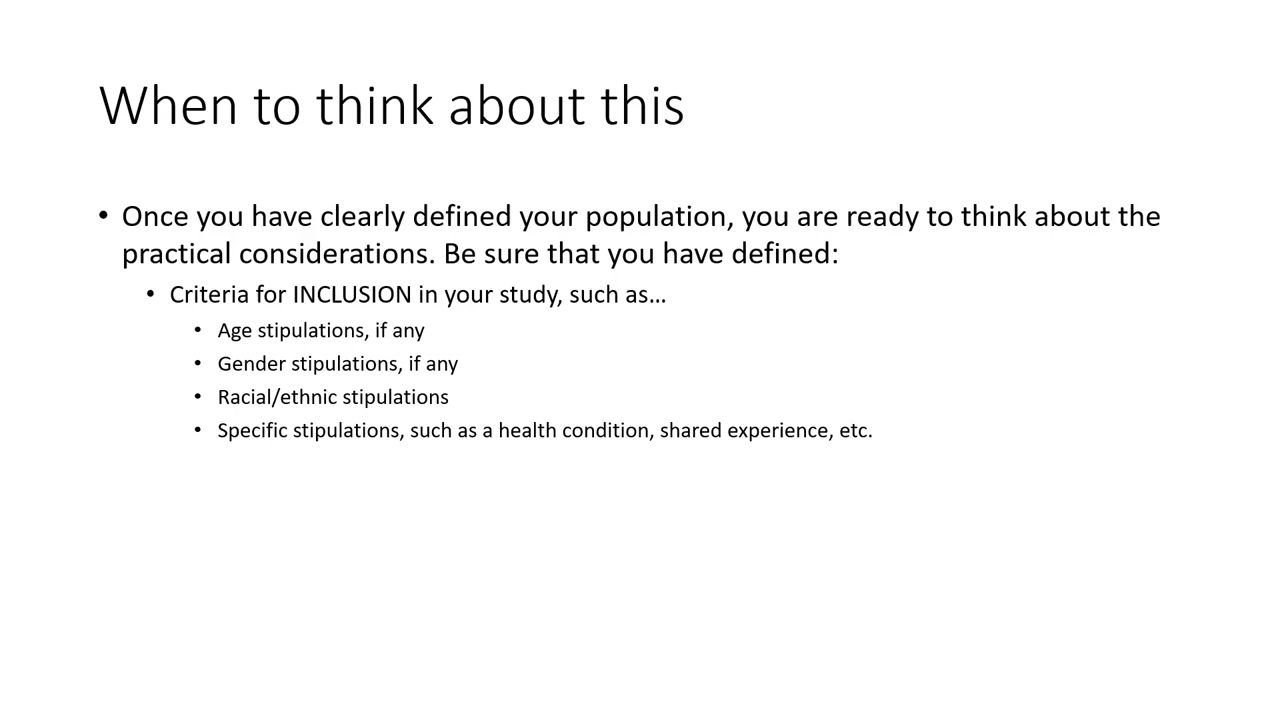 When to think about this
• Once you have clearly defined your population, you are ready to think about the
practical considerations. Be sure that you have defined:
• Criteria for INCLUSION in your study, such as…
• Age stipulations, if any
• Gender stipulations, if any
• Racial/ethnic stipulations
• Specific stipulations, such as a health condition, shared experience, etc.